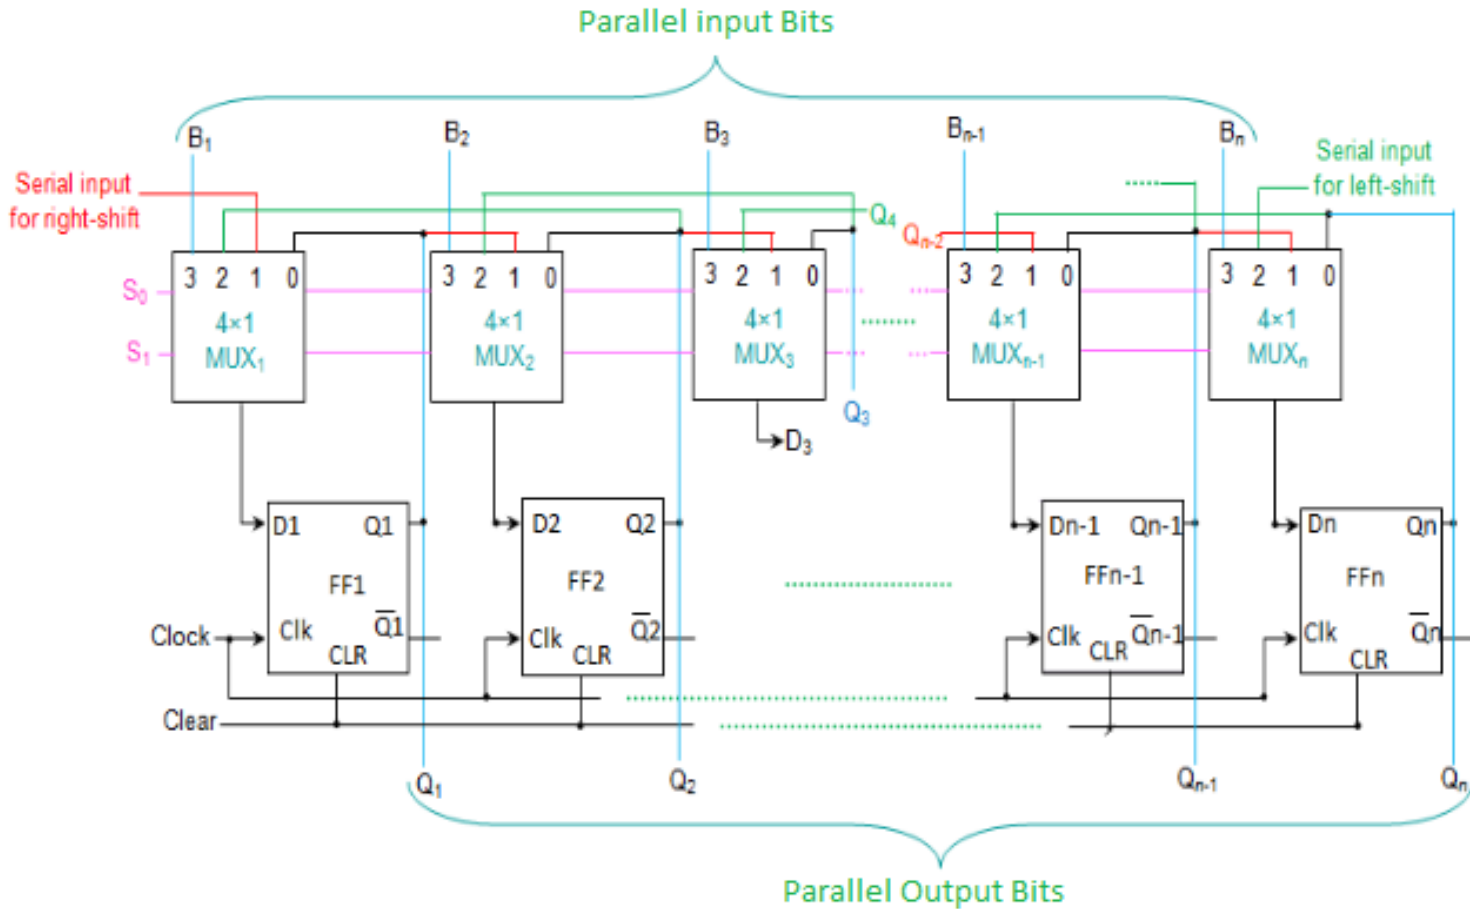 Parallel input Bits
B1 B2 B3 Bn-1 Bn
Serial input
for right-shift
Serial input
for left-shift
Q4 Qn-2
3 2 1 0 3 2 1 0 3 2 1 0 3 2 1 0 3 2 1 0
S0
4×1 4×1 4×1 4×1 4×1
S1 MUX1 MUX2 MUX3 MUXn-1 MUXn
Q3
D3
D1 Q1 D2 Q2 Dn-1 Qn-1 Dn Qn
FF1 FF2 FFn-1 FFn
Clock Clk Q̅1 Clk Q̅2 Clk Q̅n-1 Clk Q̅n
CLR CLR CLR CLR
Clear
Q1 Q2 Qn-1 Qn
Parallel Output Bits